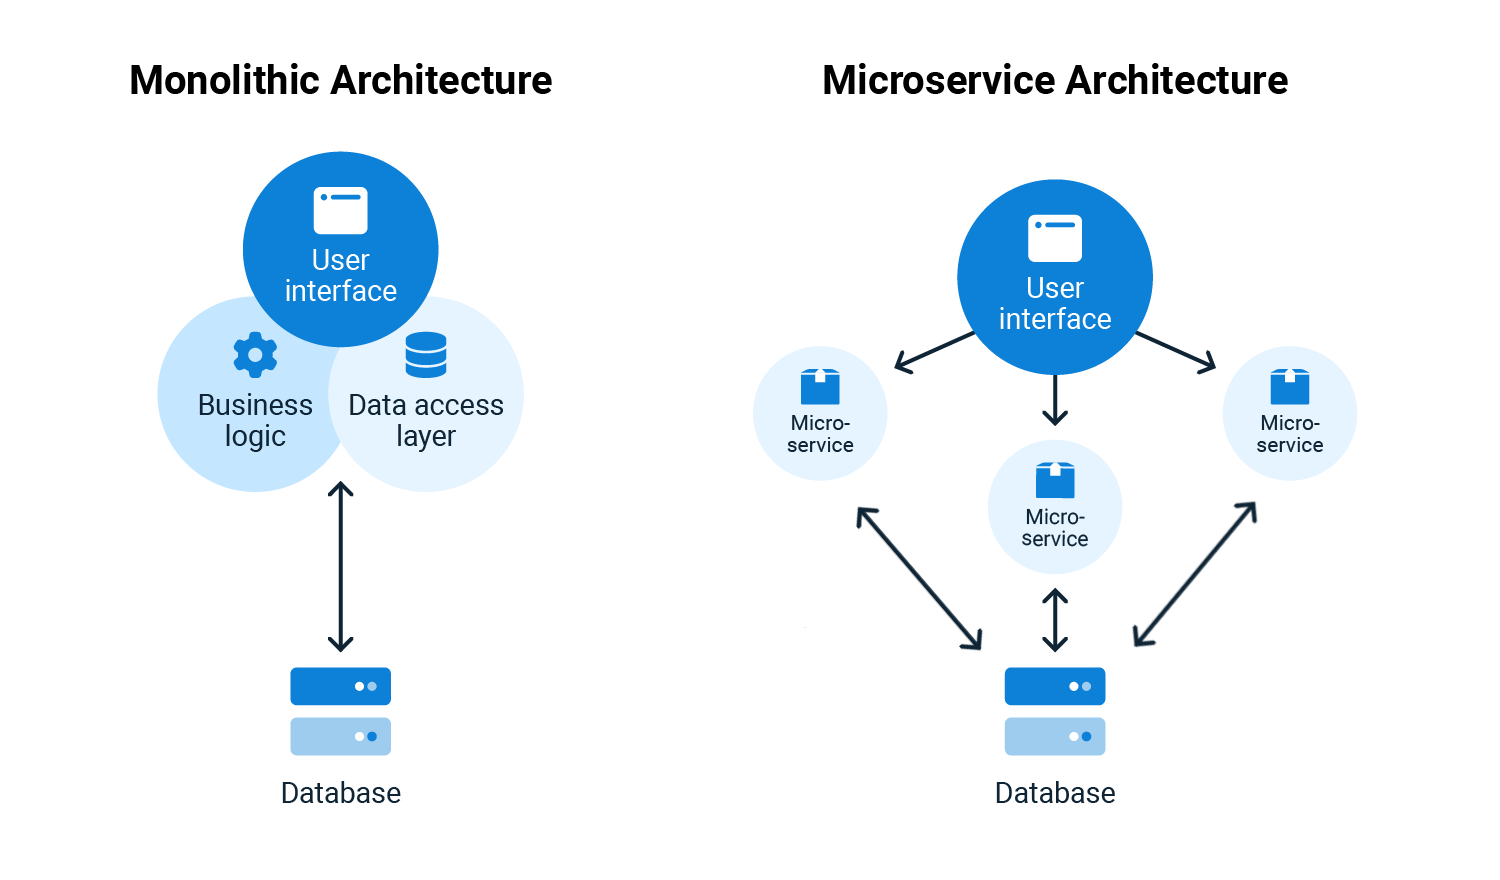 Monolithic Architecture
User
interface
Business
logic
Data access
layer
Database
Microservice Architecture
User
interface
Micro-
service
Micro-
service
Micro-
service
Database